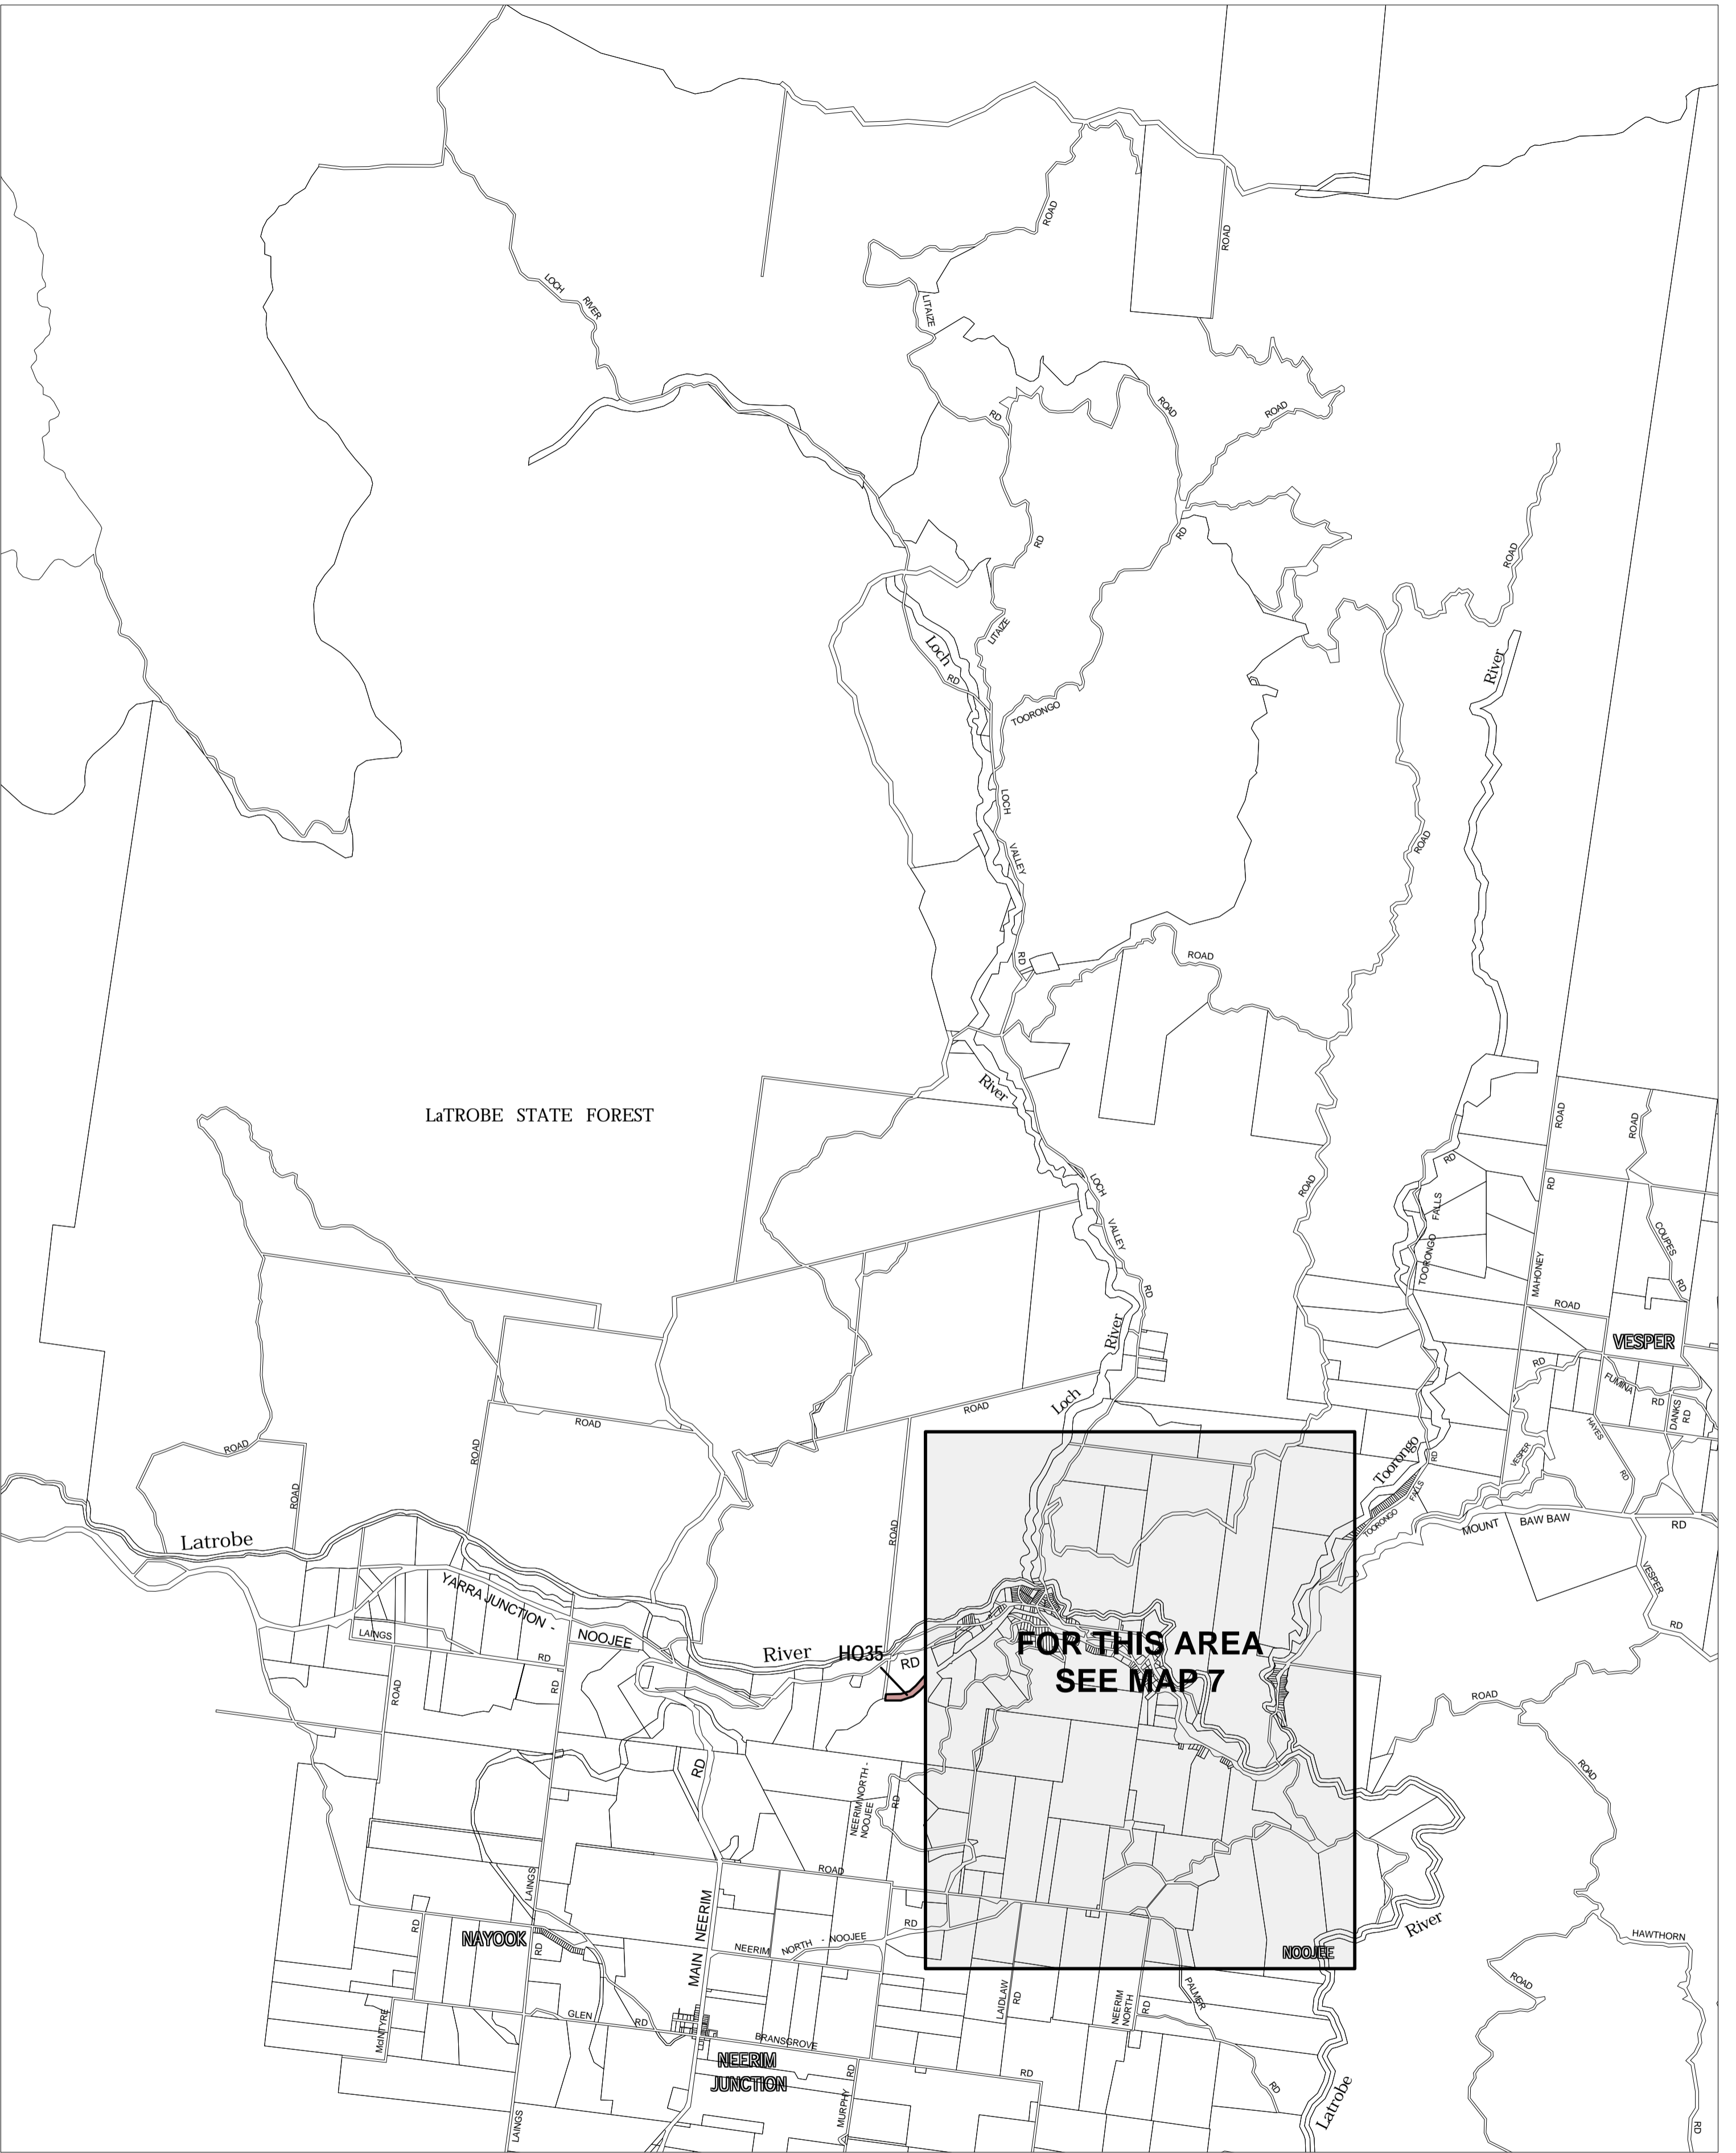 ROAD
ROAD
LOCH
RIVER
LITAIZE
RD
ROAD
ROAD
RD
RD
ROAD
LITAIZE
Loch
RD
River
TOORONGO
LOCH
VALLEY
ROAD
RD
ROAD
River
LaTROBE STATE FOREST
ROAD
ROAD
RD
LOCH
ROAD
RD
FALLS
VALLEY
COUPES
TOORONGO
MAHONEY
RD
RD
ROAD
River
VESPER
RD
FUMINA
Loch
RD
DANKS
RD
ROAD
ROAD
HAYES
ROAD
ROAD
Toorongo
RD
VESPER
RD
ROAD
FALLS
TOORONGO
MOUNT
BAW BAW
RD
ROAD
Latrobe
VESPER
YARRA JUNCTION -
NOOJEE
LAINGS
RD
River
HO35
RD
FOR THIS AREA
SEE MAP 7
RD
ROAD
RD
ROAD
RD
ROAD
NEERIM NORTH -
NOOJEE
RD
ROAD
LAINGS
MAIN NEERIM
RD
NAYOOK
RD
RD
NEERIM
NORTH
- NOOJEE
NOOJEE
River
HAWTHORN
ROAD
GLEN
RD
McINTYRE
LAIDLAW
RD
NEERIM
NORTH
RD
PALMER
BRANSGROVE
NEERIM
JUNCTION
RD
RD
RD
MURPHY
LAINGS
Latrobe
RD